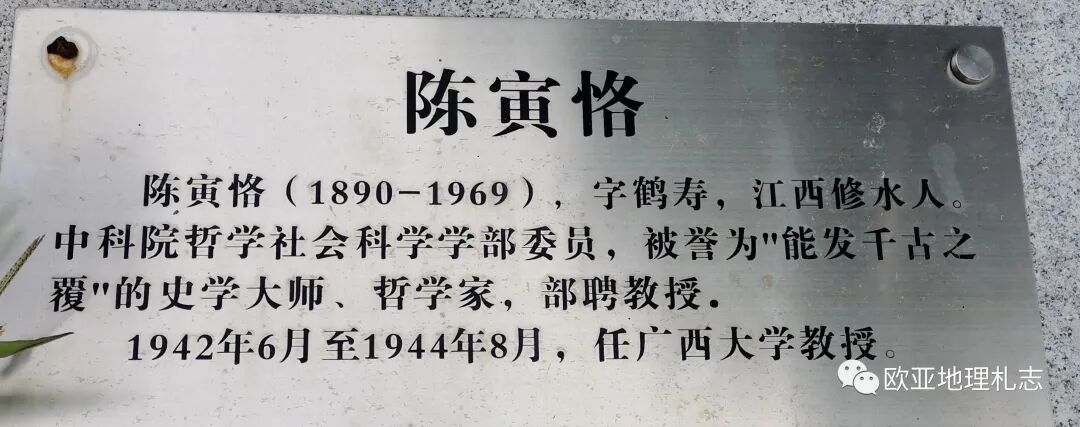 陈寅恪
陈寅恪（1890-1969），字鹤寿，江西修水人。
中科院哲学社会科学学部委员，被誉为"能发千古之
覆"的史学大师、哲学家，部聘教授.
1942年6月至1944年8月，任广西大学教授。
欧亚地理札志